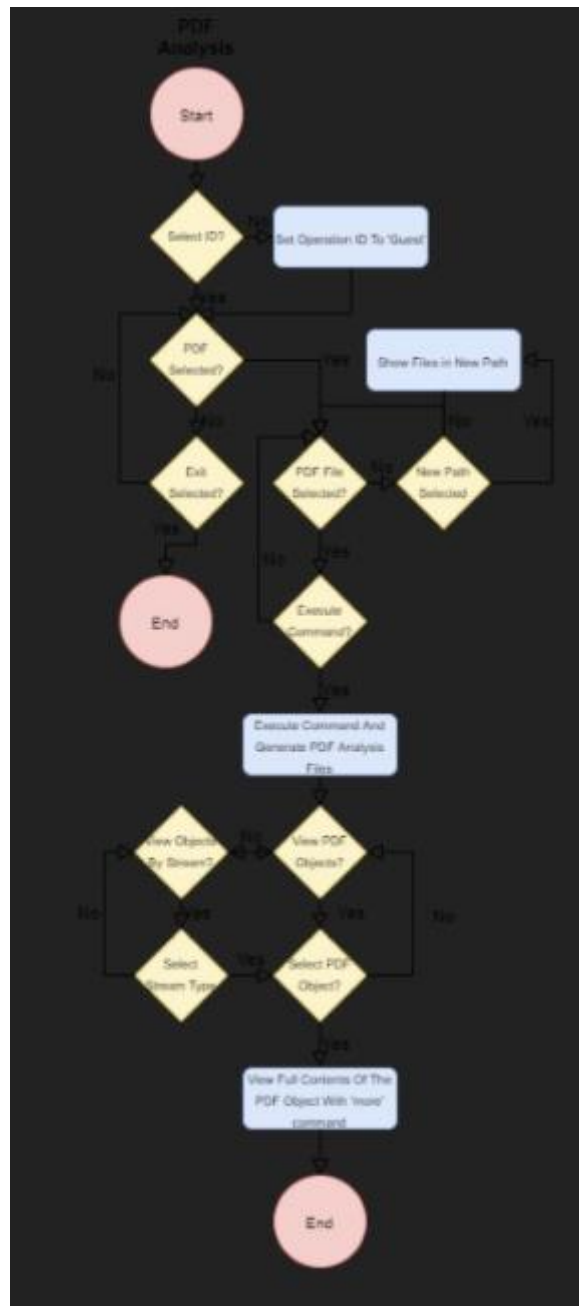 PDF
Analysis
Start
Select ID?
No
Set Operation ID To 'Guest'
Yes
PDF
Selected?
Yes
Show Files in New Path
No
No
No
Yes
Exit
Selected?
PDF File
Selected?
No
New Path
Selected
Yes
No
Yes
End
Execute
Command?
Yes
Execute Command And
Generate PDF Analysis
Files
View Objects
By Stream?
No
View PDF
Objects?
Yes
Yes
No
No
Select
Stream Type
Yes
Select PDF
Object?
Yes
View Full Contents Of The
PDF Object With 'more'
command
End